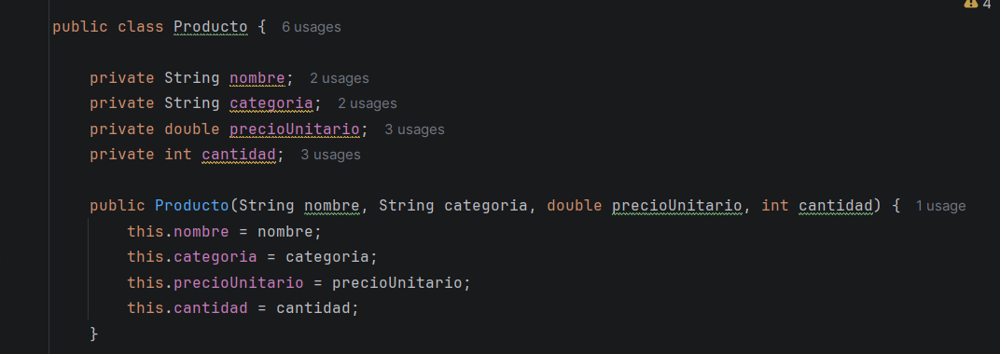 4
public class Producto { 6 usages
private String nombre; 2 usages
private String categoria; 2 usages
private double precioUnitario; 3 usages
private int cantidad; 3 usages
public Producto(String nombre, String categoria, double precioUnitario, int cantidad) { 1 usage
this.nombre = nombre;
this.categoria = categoria;
this.precioUnitario = precioUnitario;
this.cantidad = cantidad;
}